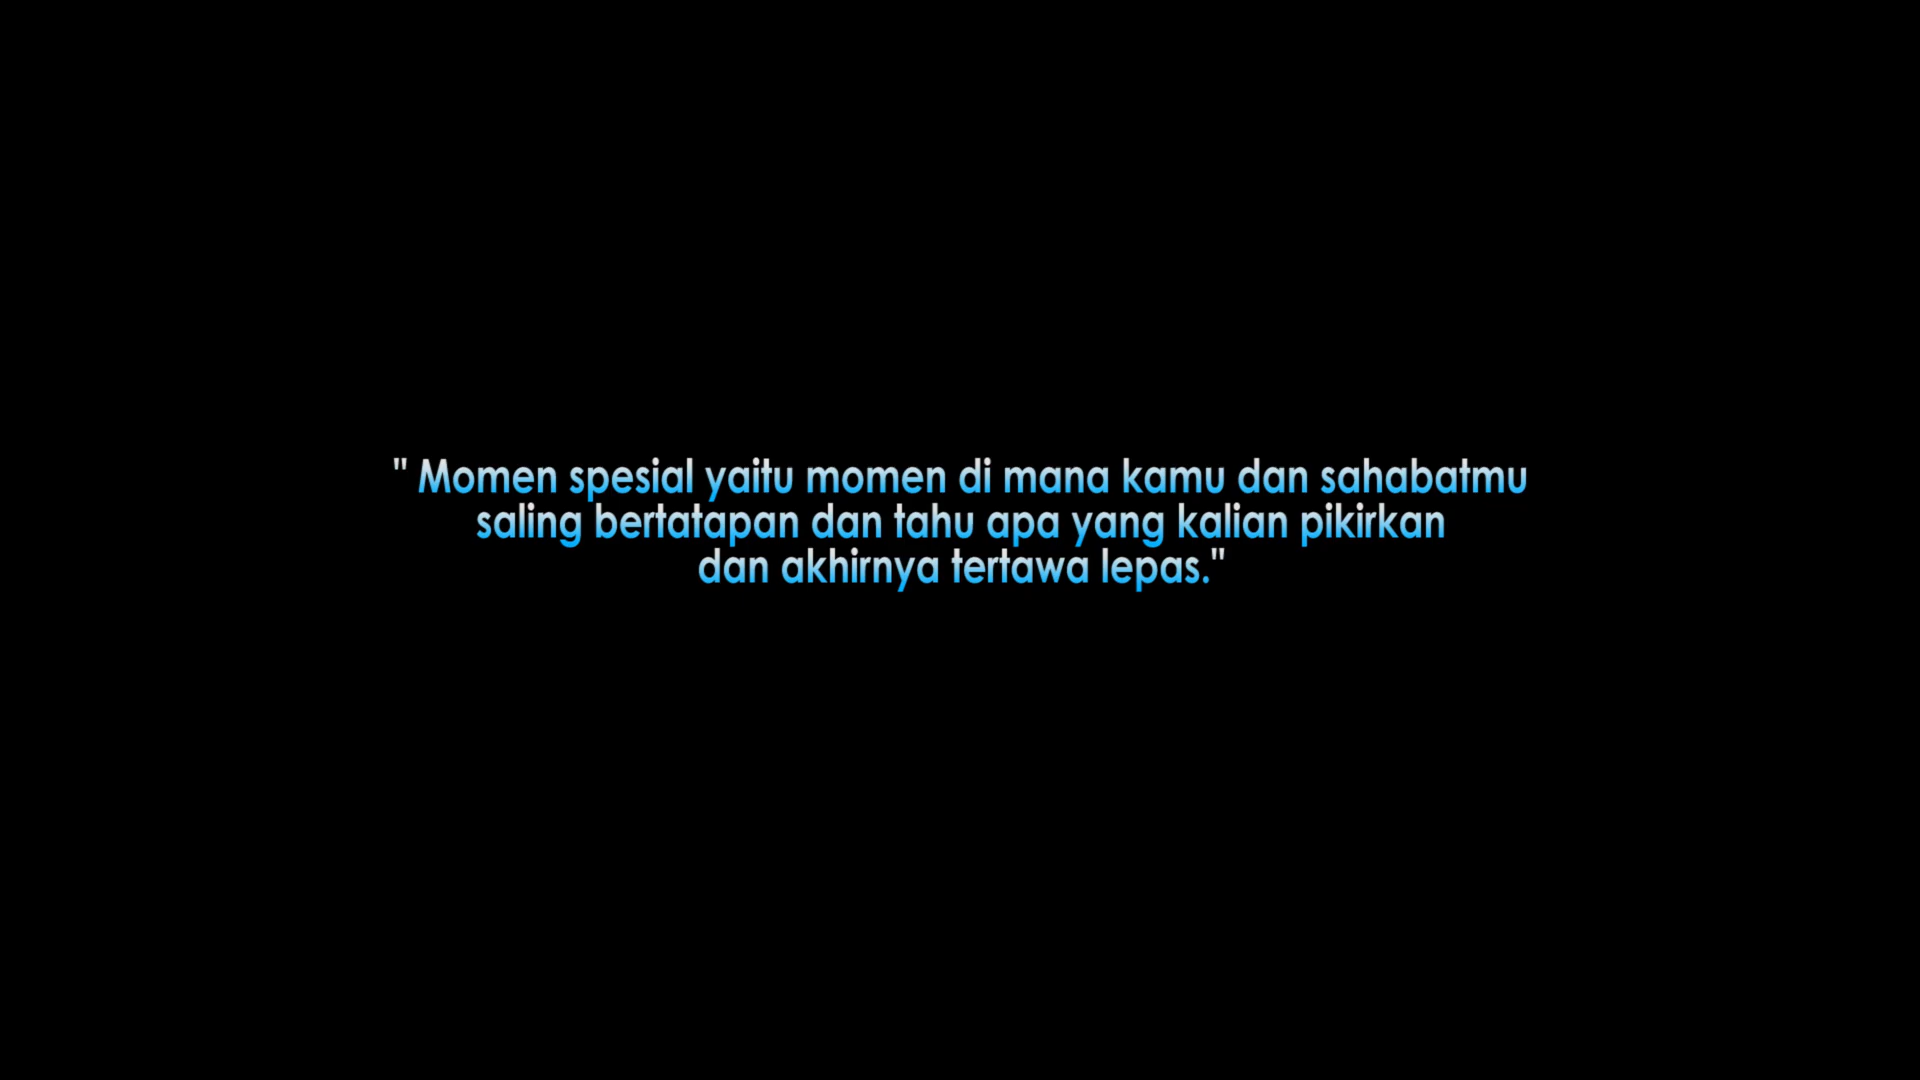 " Momen spesial yaitu momen di mana kamu dan sahabatmu
saling bertatapan dan tahu apa yang kalian pikirkan
dan akhirnya tertawa lepas."